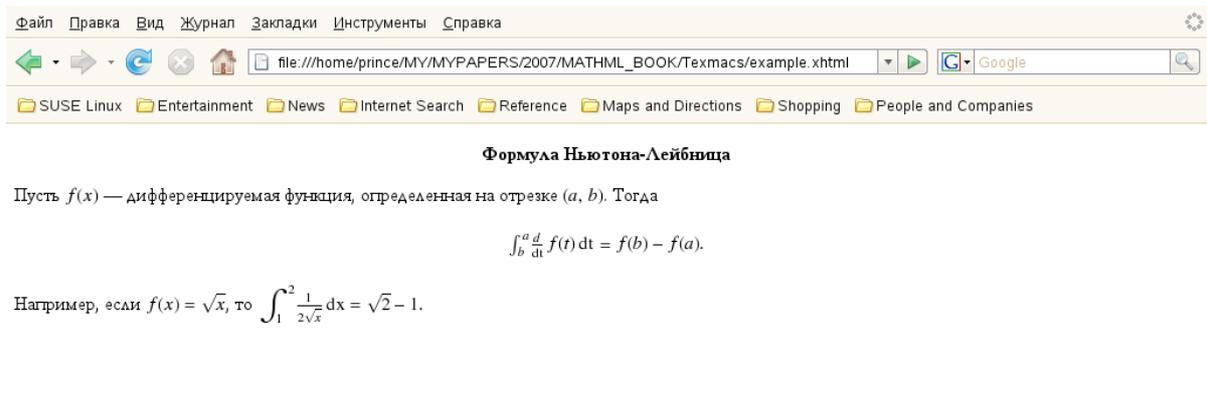 Файл Правка Вид Журнал Закладки Инструменты Справка
file:///home/prince/MY/MYPAPERS/2007/MATHML_BOOK/Texmacs/example.xhtml G Google
SUSE Linux Entertainment News Internet Search Reference Maps and Directions Shopping People and Companies
Формула Ньютона-Лейбница
Пусть f(x) — дифференцируемая функция, определенная на отрезке (a, b). Тогда
∫_b^a d/dt f(t) dt = f(b) − f(a).
Например, если f(x) = √x, то ∫_1^2 1/(2√x) dx = √2 − 1.